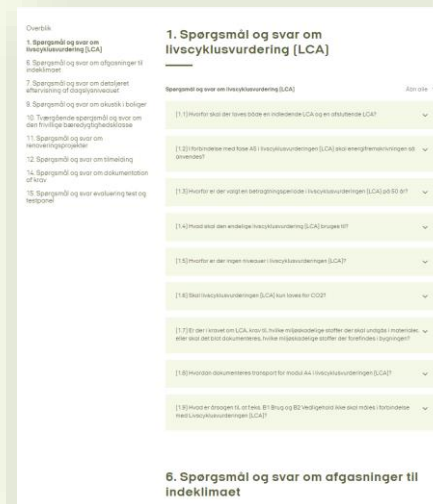 Overblik
1. Spørgsmål og svar om
livscyklusvurdering (LCA)
6. Spørgsmål og svar om afgasninger til
indeklimaet
7. Spørgsmål og svar om detaljeret
eftervisning af dagslysniveauet
9. Spørgsmål og svar om akustik i boliger
10. Tværgående spørgsmål og svar om
den frivillige bæredygtighedsklasse
11. Spørgsmål og svar om
renoveringsprojekter
12. Spørgsmål og svar om tilmelding
14. Spørgsmål og svar om dokumentation
af krav
15. Spørgsmål og svar evaluering test og
testpanel
1. Spørgsmål og svar om
livscyklusvurdering (LCA)
Spørgsmål og svar om livscyklusvurdering (LCA)
Åbn alle
(1.1) Hvorfor skal der laves både en indledende LCA og en afsluttende LCA?
(1.2) I forbindelse med fase A5 i livscyklusvurderingen (LCA) skal energifremskrivningen så
anvendes?
(1.3) Hvorfor er der valgt en betragtningsperiode i livscyklusvurderingen (LCA) på 50 år?
(1.4) Hvad skal den endelige livscyklusvurdering (LCA) bruges til?
(1.5) Hvorfor er der ingen niveauer i livscyklusvurderingen (LCA)?
(1.6) Skal livscyklusvurderingen (LCA) kun laves for CO2?
(1.7) Er der i kravet om LCA, krav til, hvilke miljøskadelige stoffer der skal undgås i materialer,
eller skal det blot dokumenteres, hvilke miljøskadelige stoffer der forefindes i bygningen?
(1.8) Hvordan dokumenteres transport for modul A4 i livscyklusvurderingen (LCA)?
(1.9) Hvad er årsagen til, at f.eks. B1 Brug og B2 Vedligehold ikke skal måles i forbindelse
med Livscyklusvurderingen (LCA)?
6. Spørgsmål og svar om afgasninger til
indeklimaet